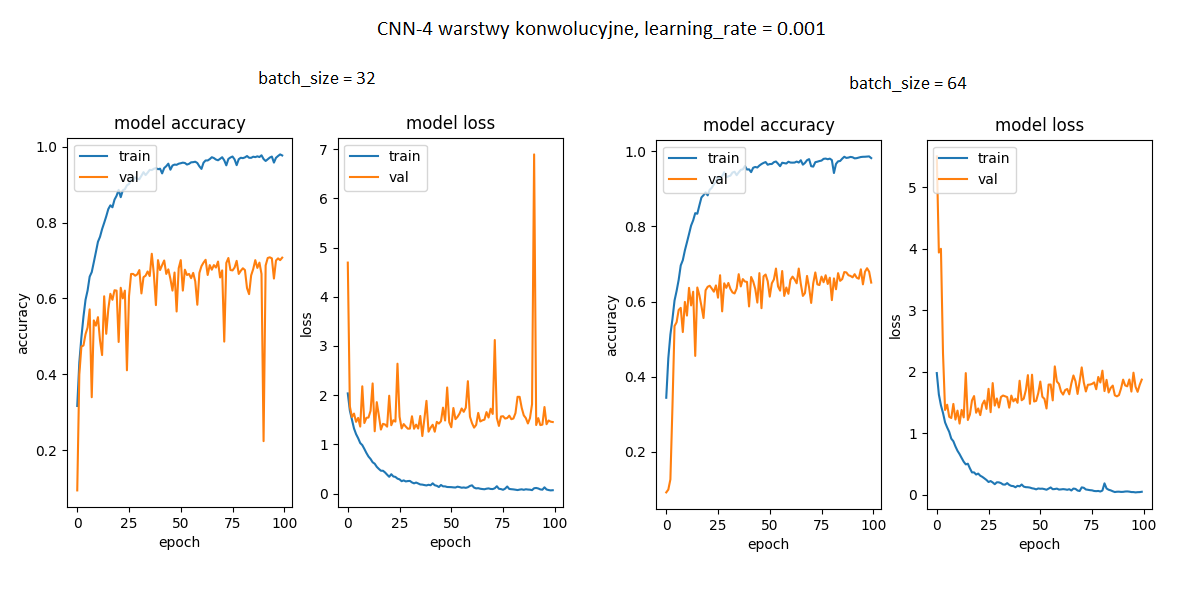 CNN-4 warstwy konwolucyjne, learning_rate = 0.001
batch_size = 32
batch_size = 64
model accuracy
train
val
accuracy
1.0
0.8
0.6
0.4
0.2
0 25 50 75 100
epoch
model loss
train
val
loss
7
6
5
4
3
2
1
0
0 25 50 75 100
epoch
model accuracy
train
val
accuracy
1.0
0.8
0.6
0.4
0.2
0 25 50 75 100
epoch
model loss
train
val
loss
5
4
3
2
1
0
0 25 50 75 100
epoch